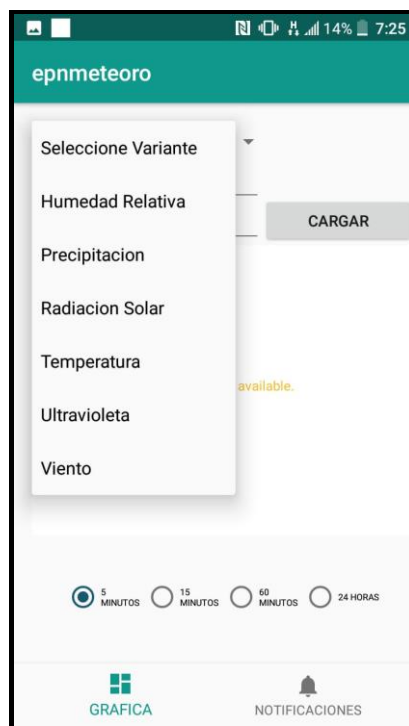 H 14% 7:25
epnmeteoro
Seleccione Variante
Humedad Relativa
CARGAR
Precipitacion
Radiacion Solar
Temperatura
available.
Ultravioleta
Viento
5 MINUTOS
15 MINUTOS
60 MINUTOS
24 HORAS
GRAFICA
NOTIFICACIONES